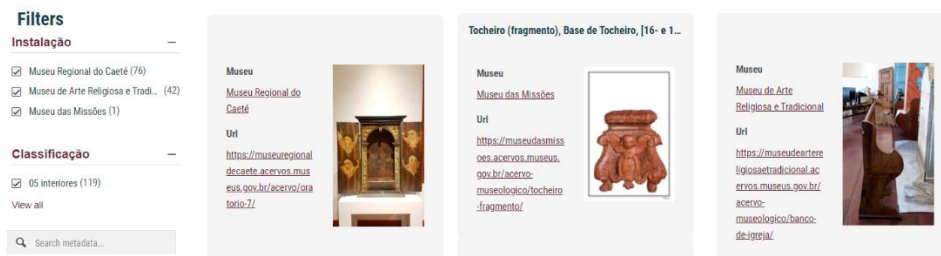 Filters
Instalação
Museu Regional do Caeté (76)
Museu de Arte Religiosa e Tradi... (42)
Museu das Missões (1)
Classificação
05 interiores (119)
View all
Search metadata...
Museu
Museu Regional do
Caeté
Url
https://museuregional
decaete.acervos.mus
eus.gov.br/acervo/ora
torio-7/
Tocheiro (fragmento), Base de Tocheiro, [16- e 1...
Museu
Museu das Missões
Url
https://museudasmiss
oes.acervos.museus.
gov.br/acervo-
museologico/tocheiro
-fragmento/
Museu
Museu de Arte
Religiosa e Tradicional
Url
https://museudeartere
ligiosaetradicional.ac
ervos.museus.gov.br/
acervo-
museologico/banco-
de-igreja/